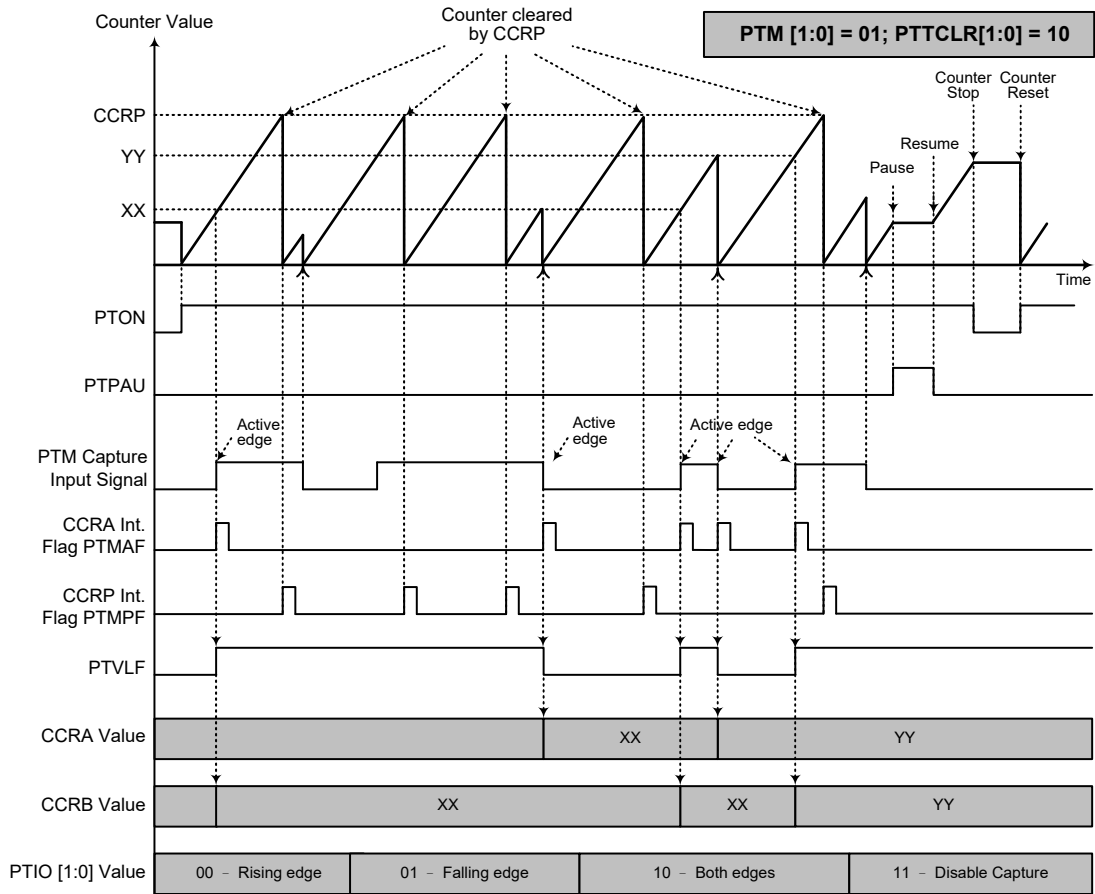 Counter Value
Counter cleared
by CCRP
PTM [1:0] = 01; PTTCLR[1:0] = 10
Counter
Stop
Counter
Reset
CCRP
YY
XX
Pause
Resume
Time
PTON
PTPAU
Active
edge
Active
edge
Active edge
PTM Capture
Input Signal
CCRA Int.
Flag PTMAF
CCRP Int.
Flag PTMPF
PTVLF
CCRA Value
XX
YY
CCRB Value
XX
XX
YY
PTIO [1:0] Value
00 – Rising edge
01 – Falling edge
10 – Both edges
11 – Disable Capture